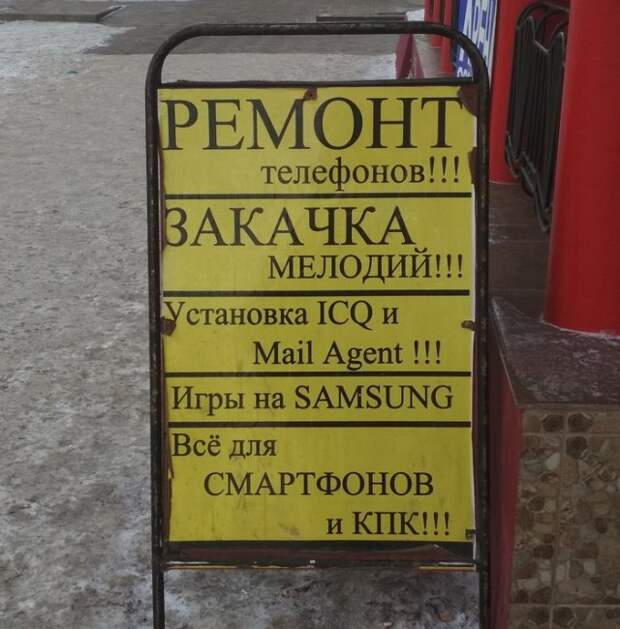 РЕМОНТ
телефонов!!!
ЗАКАЧКА
МЕЛОДИЙ!!!
Установка ICQ и
Mail Agent !!!
Игры на SAMSUNG
Всё для
СМАРТФОНОВ
и КПК!!!